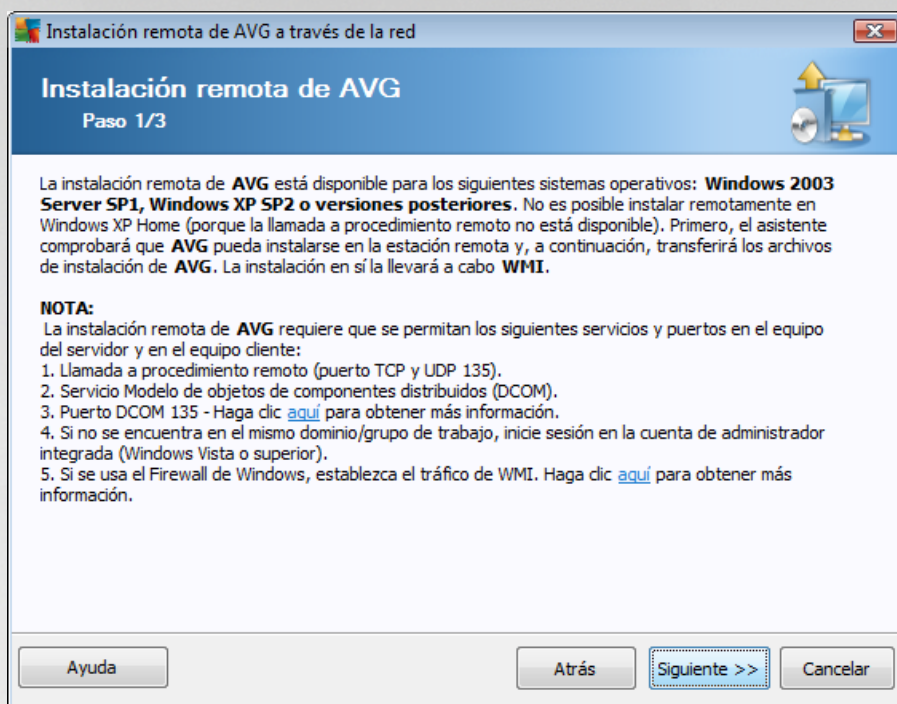 Instalación remota de AVG a través de la red
Instalación remota de AVG
Paso 1/3
La instalación remota de AVG está disponible para los siguientes sistemas operativos: Windows 2003
Server SP1, Windows XP SP2 o versiones posteriores. No es posible instalar remotamente en
Windows XP Home (porque la llamada a procedimiento remoto no está disponible). Primero, el asistente
comprobará que AVG pueda instalarse en la estación remota y, a continuación, transferirá los archivos
de instalación de AVG. La instalación en sí la llevará a cabo WMI.
NOTA:
La instalación remota de AVG requiere que se permitan los siguientes servicios y puertos en el equipo
del servidor y en el equipo cliente:
1. Llamada a procedimiento remoto (puerto TCP y UDP 135).
2. Servicio Modelo de objetos de componentes distribuidos (DCOM).
3. Puerto DCOM 135 - Haga clic aquí para obtener más información.
4. Si no se encuentra en el mismo dominio/grupo de trabajo, inicie sesión en la cuenta de administrador
integrada (Windows Vista o superior).
5. Si se usa el Firewall de Windows, establezca el tráfico de WMI. Haga clic aquí para obtener más
información.
Ayuda
Atrás
Siguiente >>
Cancelar